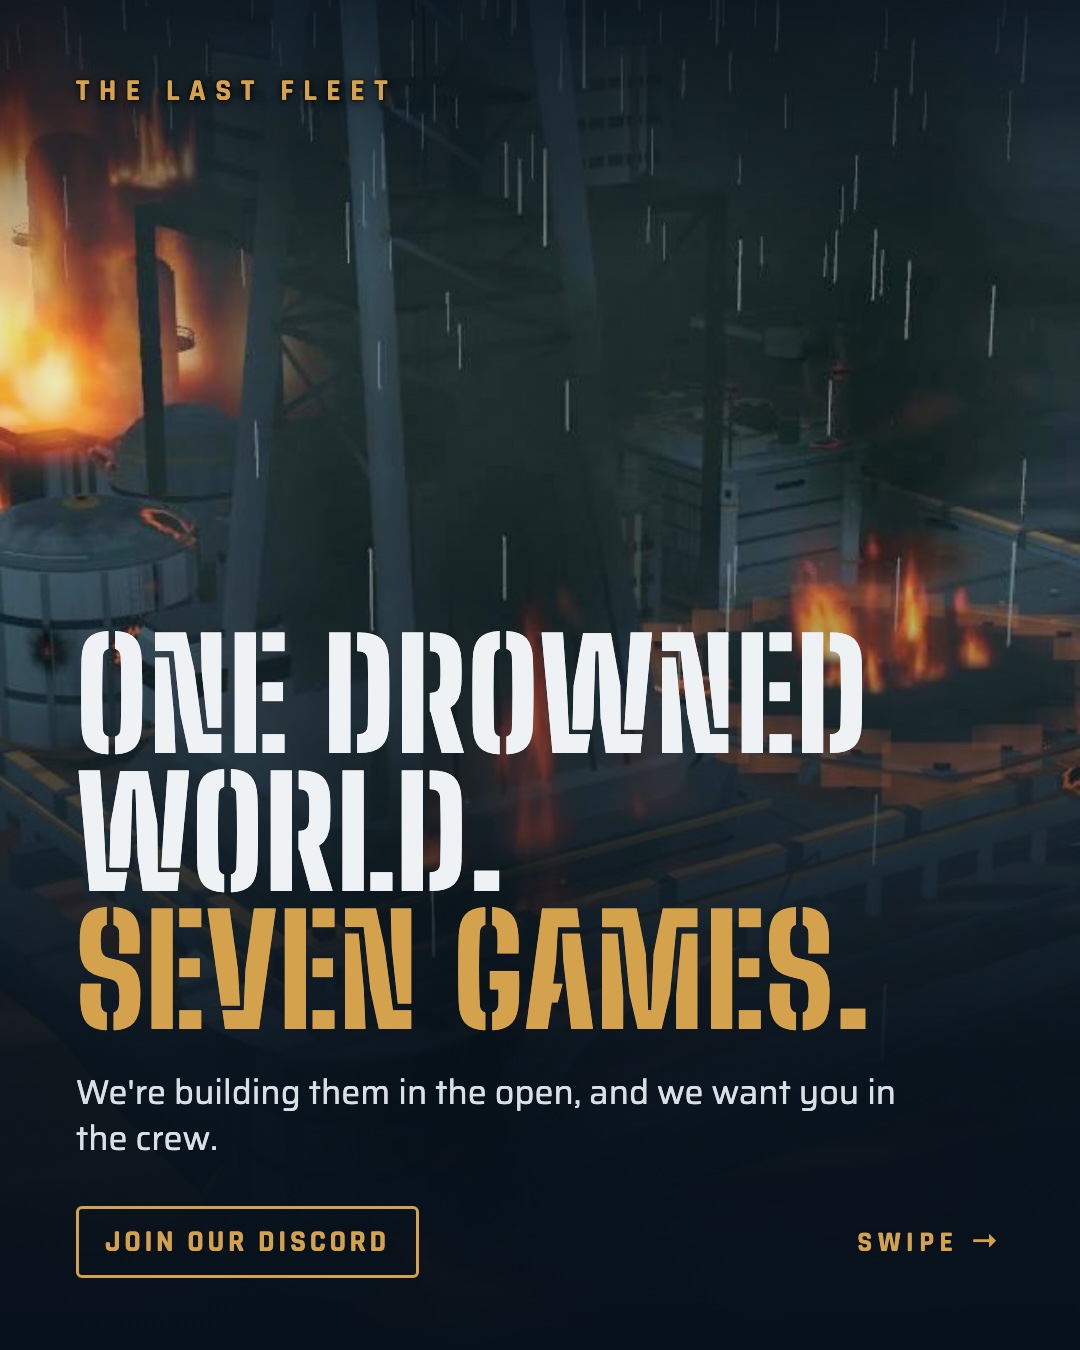 THE LAST FLEET
ONE DROWNED
WORLD.
SEVEN GAMES.
We're building them in the open, and we want you in
the crew.
JOIN OUR DISCORD
SWIPE →